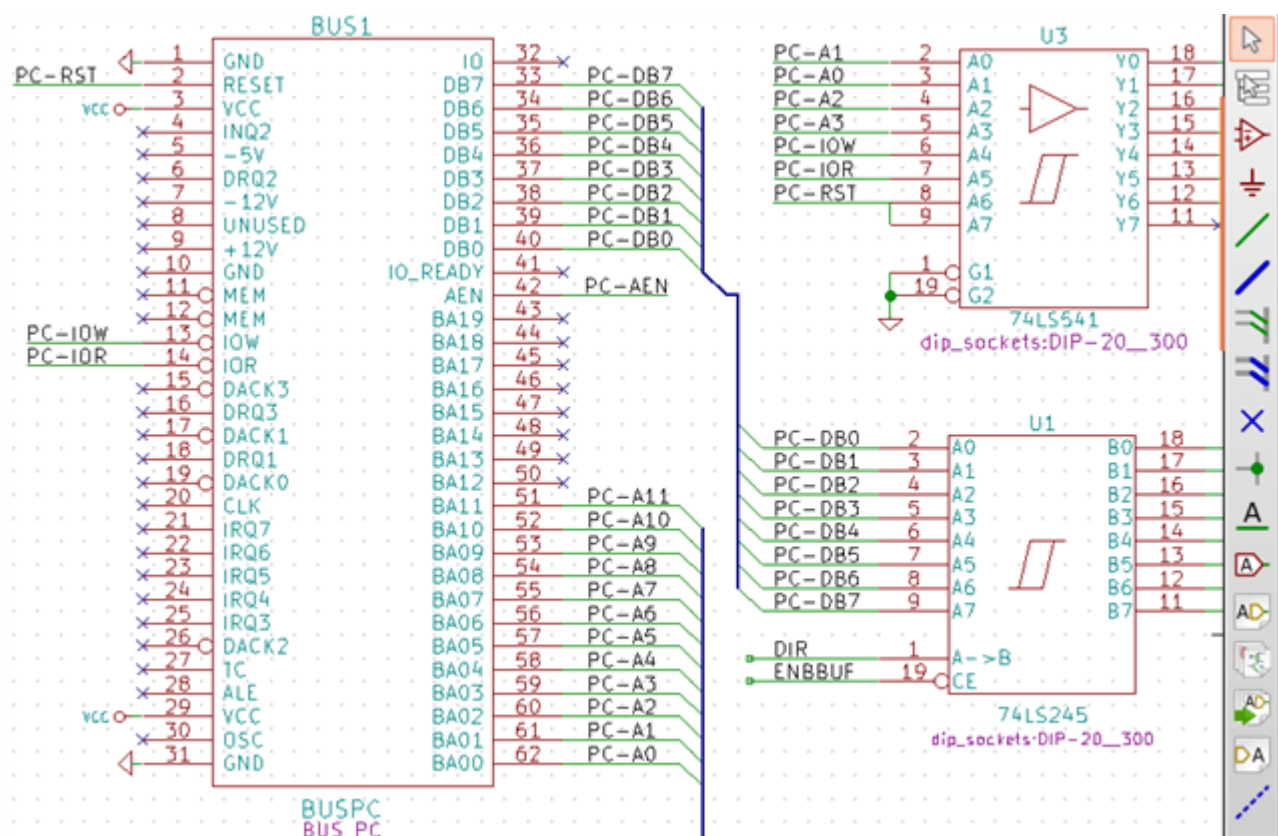 BUS1
1 GND
PC-RST 2 RESET
VCC 3 VCC
4 INQ2
5 -5V
6 DRQ2
7 -12V
8 UNUSED
9 +12V
10 GND
11 MEM
12 MEM
PC-IOW 13 IOW
PC-IOR 14 IOR
15 DACK3
16 DRQ3
17 DACK1
18 DRQ1
19 DACK0
20 CLK
21 IRQ7
22 IRQ6
23 IRQ5
24 IRQ4
25 IRQ3
26 DACK2
27 TC
28 ALE
VCC 29 VCC
30 OSC
31 GND
IO 32
DB7 33 PC-DB7
DB6 34 PC-DB6
DB5 35 PC-DB5
DB4 36 PC-DB4
DB3 37 PC-DB3
DB2 38 PC-DB2
DB1 39 PC-DB1
DB0 40 PC-DB0
IO_READY 41
AEN 42 PC-AEN
BA19 43
BA18 44
BA17 45
BA16 46
BA15 47
BA14 48
BA13 49
BA12 50
BA11 51 PC-A11
BA10 52 PC-A10
BA09 53 PC-A9
BA08 54 PC-A8
BA07 55 PC-A7
BA06 56 PC-A6
BA05 57 PC-A5
BA04 58 PC-A4
BA03 59 PC-A3
BA02 60 PC-A2
BA01 61 PC-A1
BA00 62 PC-A0
BUSPC
BUS_PC
U3
PC-A1 2 A0 Y0 18
PC-A0 3 A1 Y1 17
PC-A2 4 A2 Y2 16
PC-A3 5 A3 Y3 15
PC-IOW 6 A4 Y4 14
PC-IOR 7 A5 Y5 13
PC-RST 8 A6 Y6 12
9 A7 Y7 11
1 G1
19 G2
74LS541
dip_sockets:DIP-20__300
U1
PC-DB0 2 A0 B0 18
PC-DB1 3 A1 B1 17
PC-DB2 4 A2 B2 16
PC-DB3 5 A3 B3 15
PC-DB4 6 A4 B4 14
PC-DB5 7 A5 B5 13
PC-DB6 8 A6 B6 12
PC-DB7 9 A7 B7 11
DIR 1 A->B
ENBBUF 19 CE
74LS245
dip_sockets:DIP-20__300
A
A
AD
AD
DA